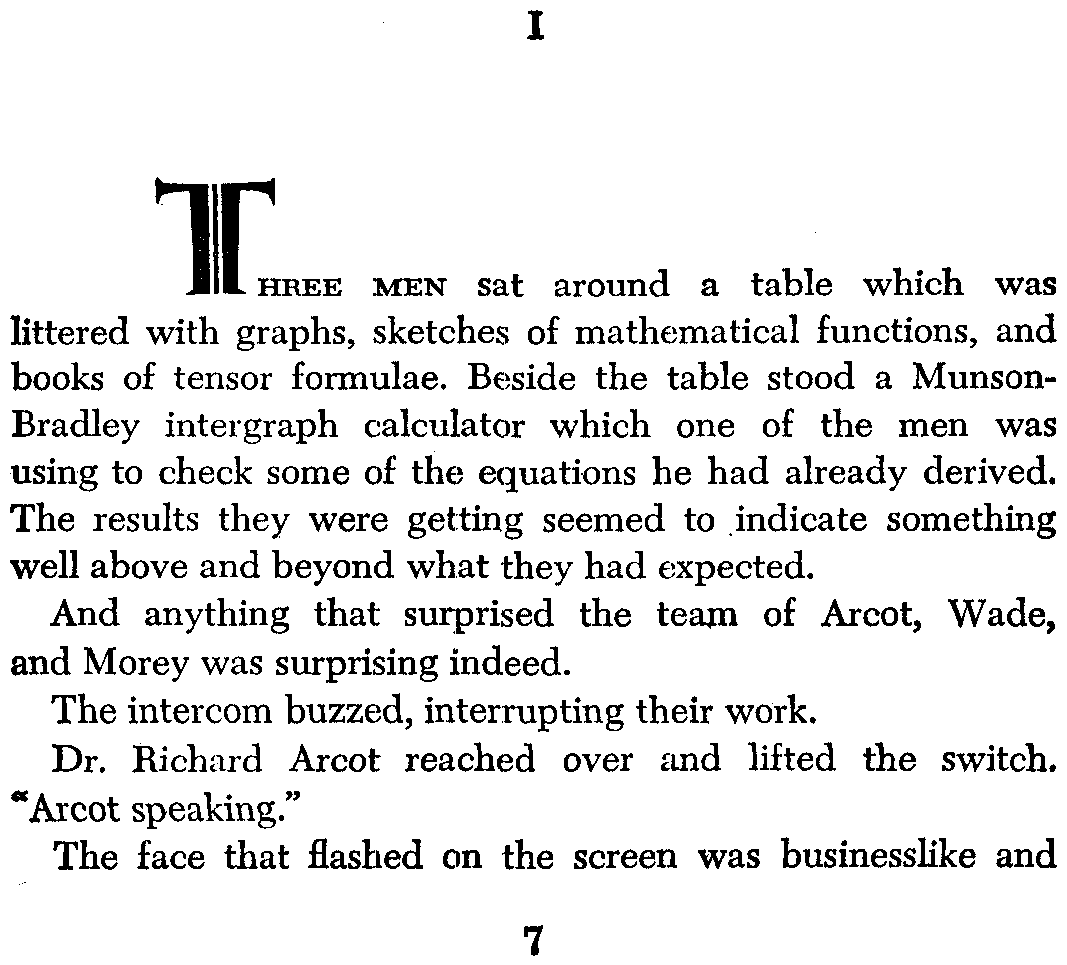 I
THREE MEN sat around a table which was
littered with graphs, sketches of mathematical functions, and
books of tensor formulae. Beside the table stood a Munson-
Bradley intergraph calculator which one of the men was
using to check some of the equations he had already derived.
The results they were getting seemed to indicate something
well above and beyond what they had expected.
And anything that surprised the team of Arcot, Wade,
and Morey was surprising indeed.
The intercom buzzed, interrupting their work.
Dr. Richard Arcot reached over and lifted the switch.
“Arcot speaking.”
The face that flashed on the screen was businesslike and
7